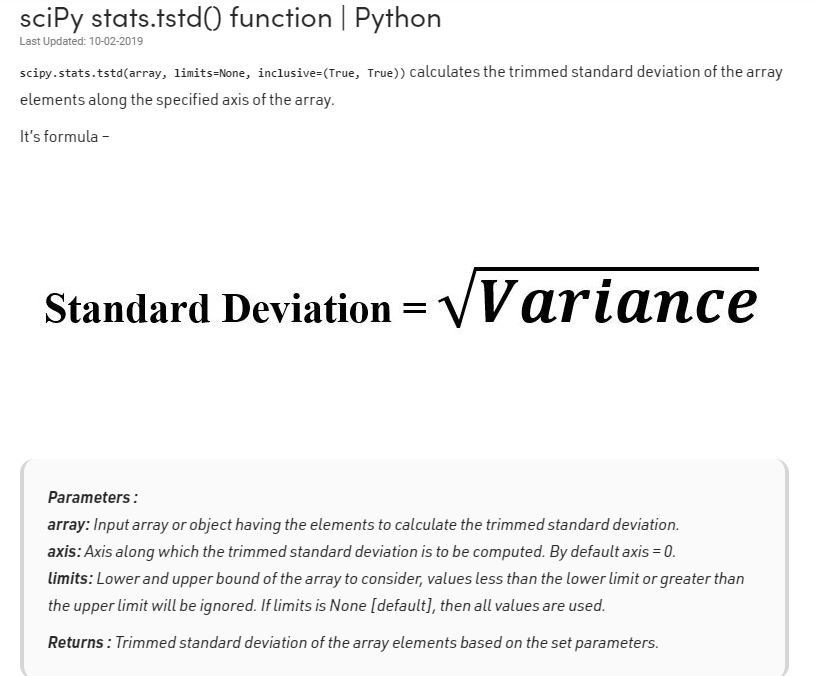 sciPy stats.tstd() function | Python
Last Updated: 10-02-2019
scipy.stats.tstd(array, limits=None, inclusive=(True, True)) calculates the trimmed standard deviation of the array
elements along the specified axis of the array.
It's formula –
Standard Deviation = √Variance
Parameters :
array: Input array or object having the elements to calculate the trimmed standard deviation.
axis: Axis along which the trimmed standard deviation is to be computed. By default axis = 0.
limits: Lower and upper bound of the array to consider, values less than the lower limit or greater than
the upper limit will be ignored. If limits is None [default], then all values are used.
Returns : Trimmed standard deviation of the array elements based on the set parameters.